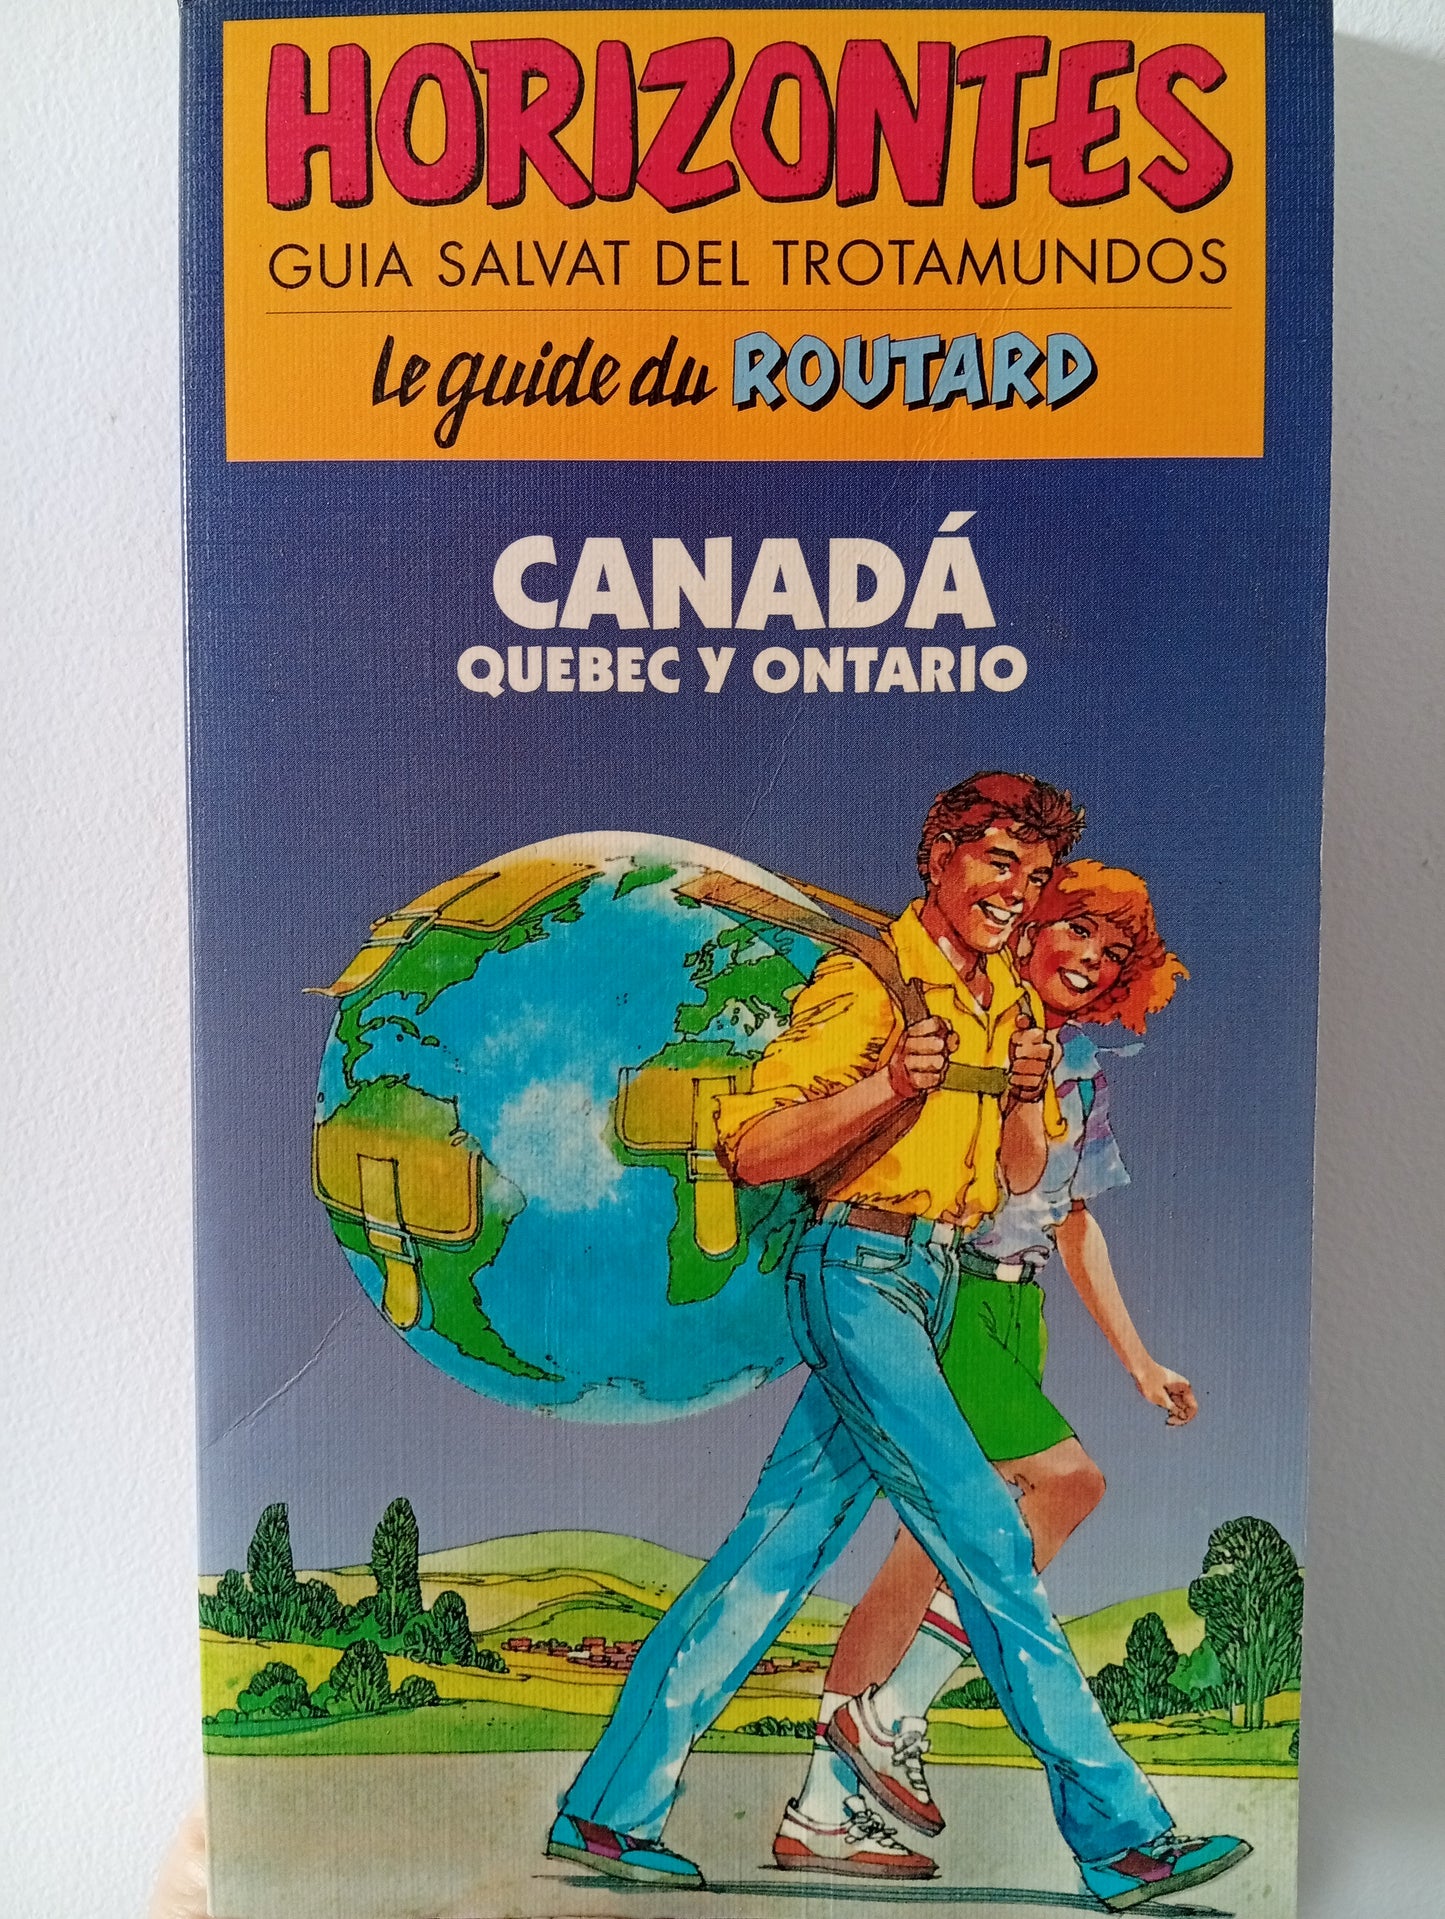 HORIZONTES
GUIA SALVAT DEL TROTAMUNDOS
Le guide du ROUTARD
CANADÁ
QUEBEC Y ONTARIO